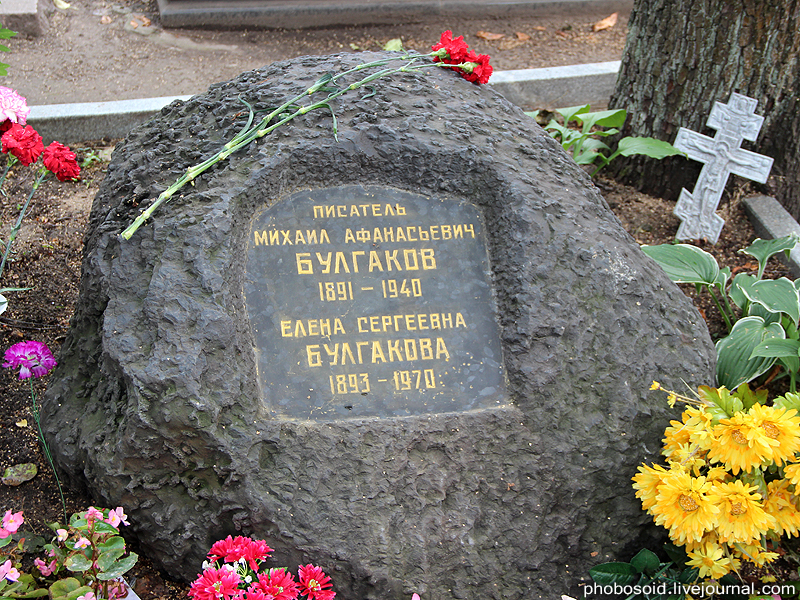 ПИСАТЕЛЬ
МИХАИЛ АФАНАСЬЕВИЧ
БУЛГАКОВ
1891 – 1940
ЕЛЕНА СЕРГЕЕВНА
БУЛГАКОВА
1893 – 1970
phobosoid.livejournal.com